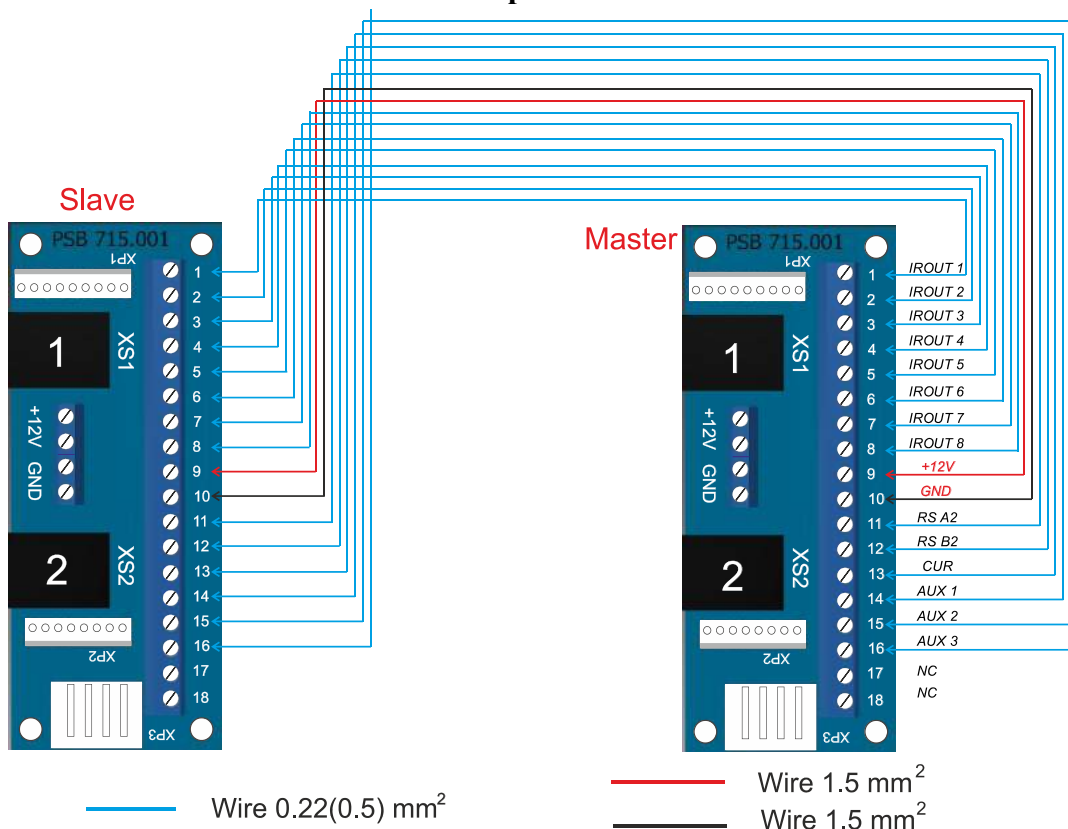 Slave
PSB 715.001
XP1
1
XS1
+12V
GND
2
XS2
XP2
XP3
1
2
3
4
5
6
7
8
9
10
11
12
13
14
15
16
17
18
Master
PSB 715.001
XP1
1
XS1
+12V
GND
2
XS2
XP2
XP3
1 IROUT 1
2 IROUT 2
3 IROUT 3
4 IROUT 4
5 IROUT 5
6 IROUT 6
7 IROUT 7
8 IROUT 8
9 +12V
10 GND
11 RS A2
12 RS B2
13 CUR
14 AUX 1
15 AUX 2
16 AUX 3
17 NC
18 NC
Wire 0.22(0.5) mm²
Wire 1.5 mm²
Wire 1.5 mm²